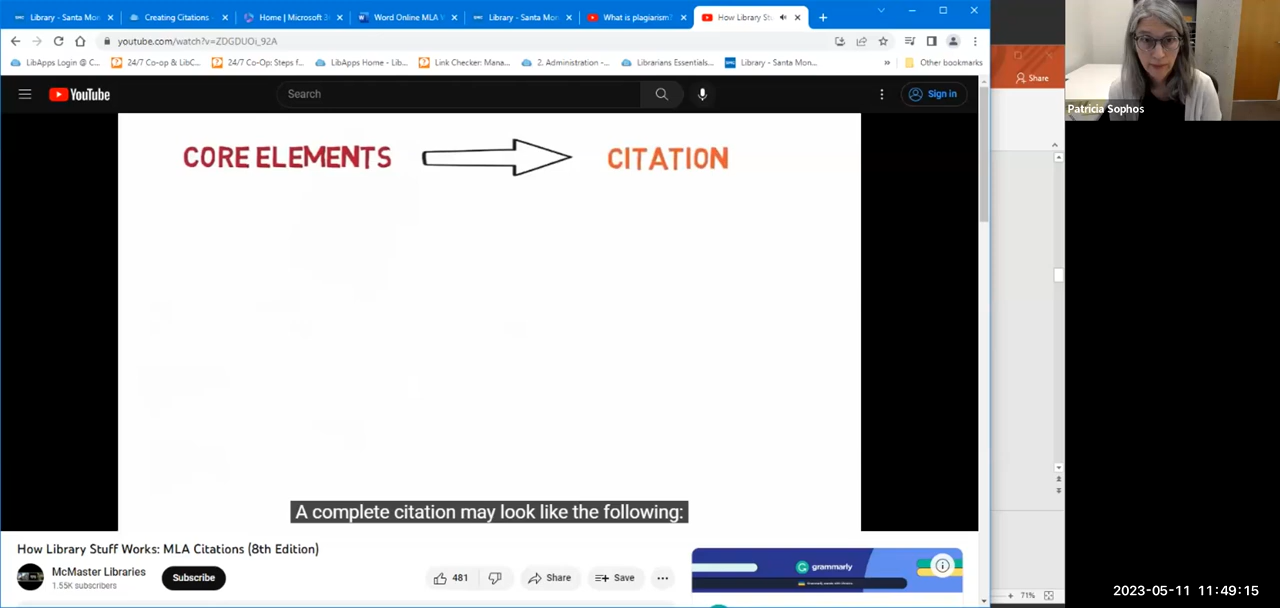 Library - Santa Mon
Creating Citations -
Home | Microsoft 3
Word Online MLA W
Library - Santa Mon
What is plagiarism?
How Library Stu
youtube.com/watch?v=ZDGDUOi_92A
LibApps Login @ C...
24/7 Co-op & LibC...
24/7 Co-Op: Steps f...
LibApps Home - Lib...
Link Checker: Mana...
2. Administration -...
Librarians Essentials...
Library - Santa Mon...
»
Other bookmarks
YouTube
Search
Sign in
Share
Patricia Sophos
CORE ELEMENTS
CITATION
A complete citation may look like the following:
How Library Stuff Works: MLA Citations (8th Edition)
McMaster Libraries
1.55K subscribers
Subscribe
481
Share
Save
grammarly
71%
2023-05-11 11:49:15